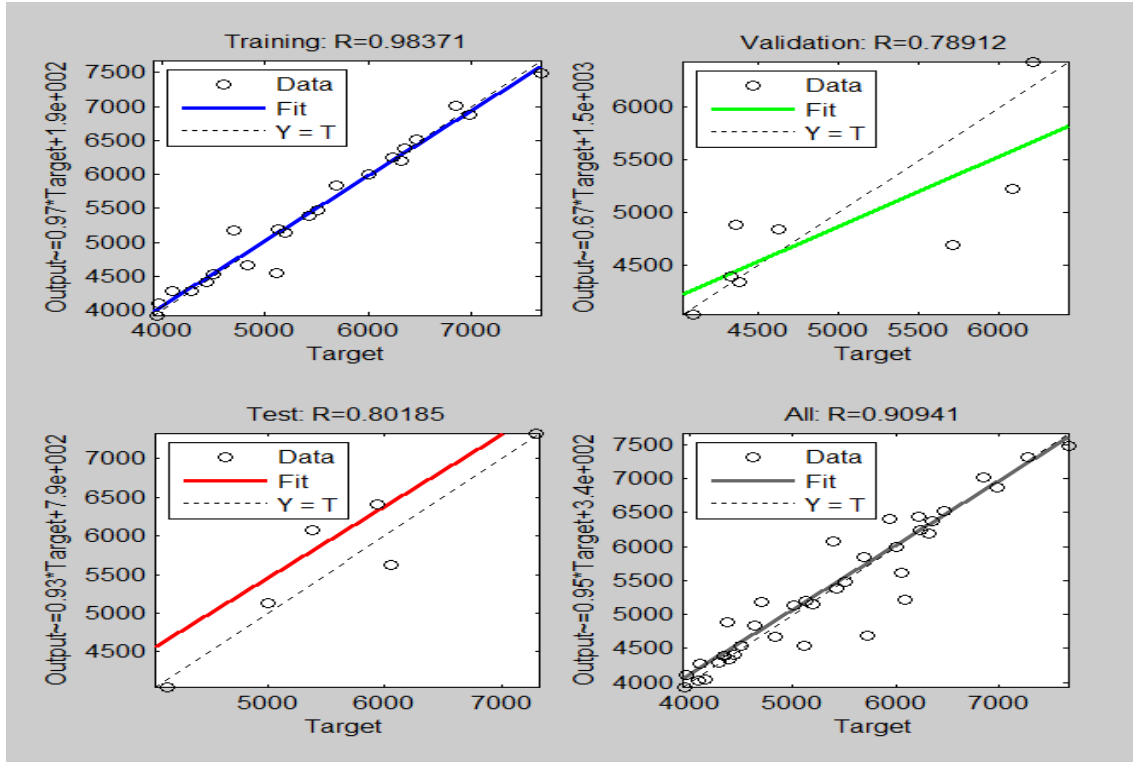 Training: R=0.98371
Output~=0.97*Target+1.9e+002
7500
7000
6500
6000
5500
5000
4500
4000
Data
Fit
Y = T
4000 5000 6000 7000
Target
Validation: R=0.78912
Output~=0.67*Target+1.5e+003
6000
5500
5000
4500
Data
Fit
Y = T
4500 5000 5500 6000
Target
Test: R=0.80185
Output~=0.93*Target+7.9e+002
7000
6500
6000
5500
5000
4500
Data
Fit
Y = T
5000 6000 7000
Target
All: R=0.90941
Output~=0.95*Target+3.4e+002
7500
7000
6500
6000
5500
5000
4500
4000
Data
Fit
Y = T
4000 5000 6000 7000
Target